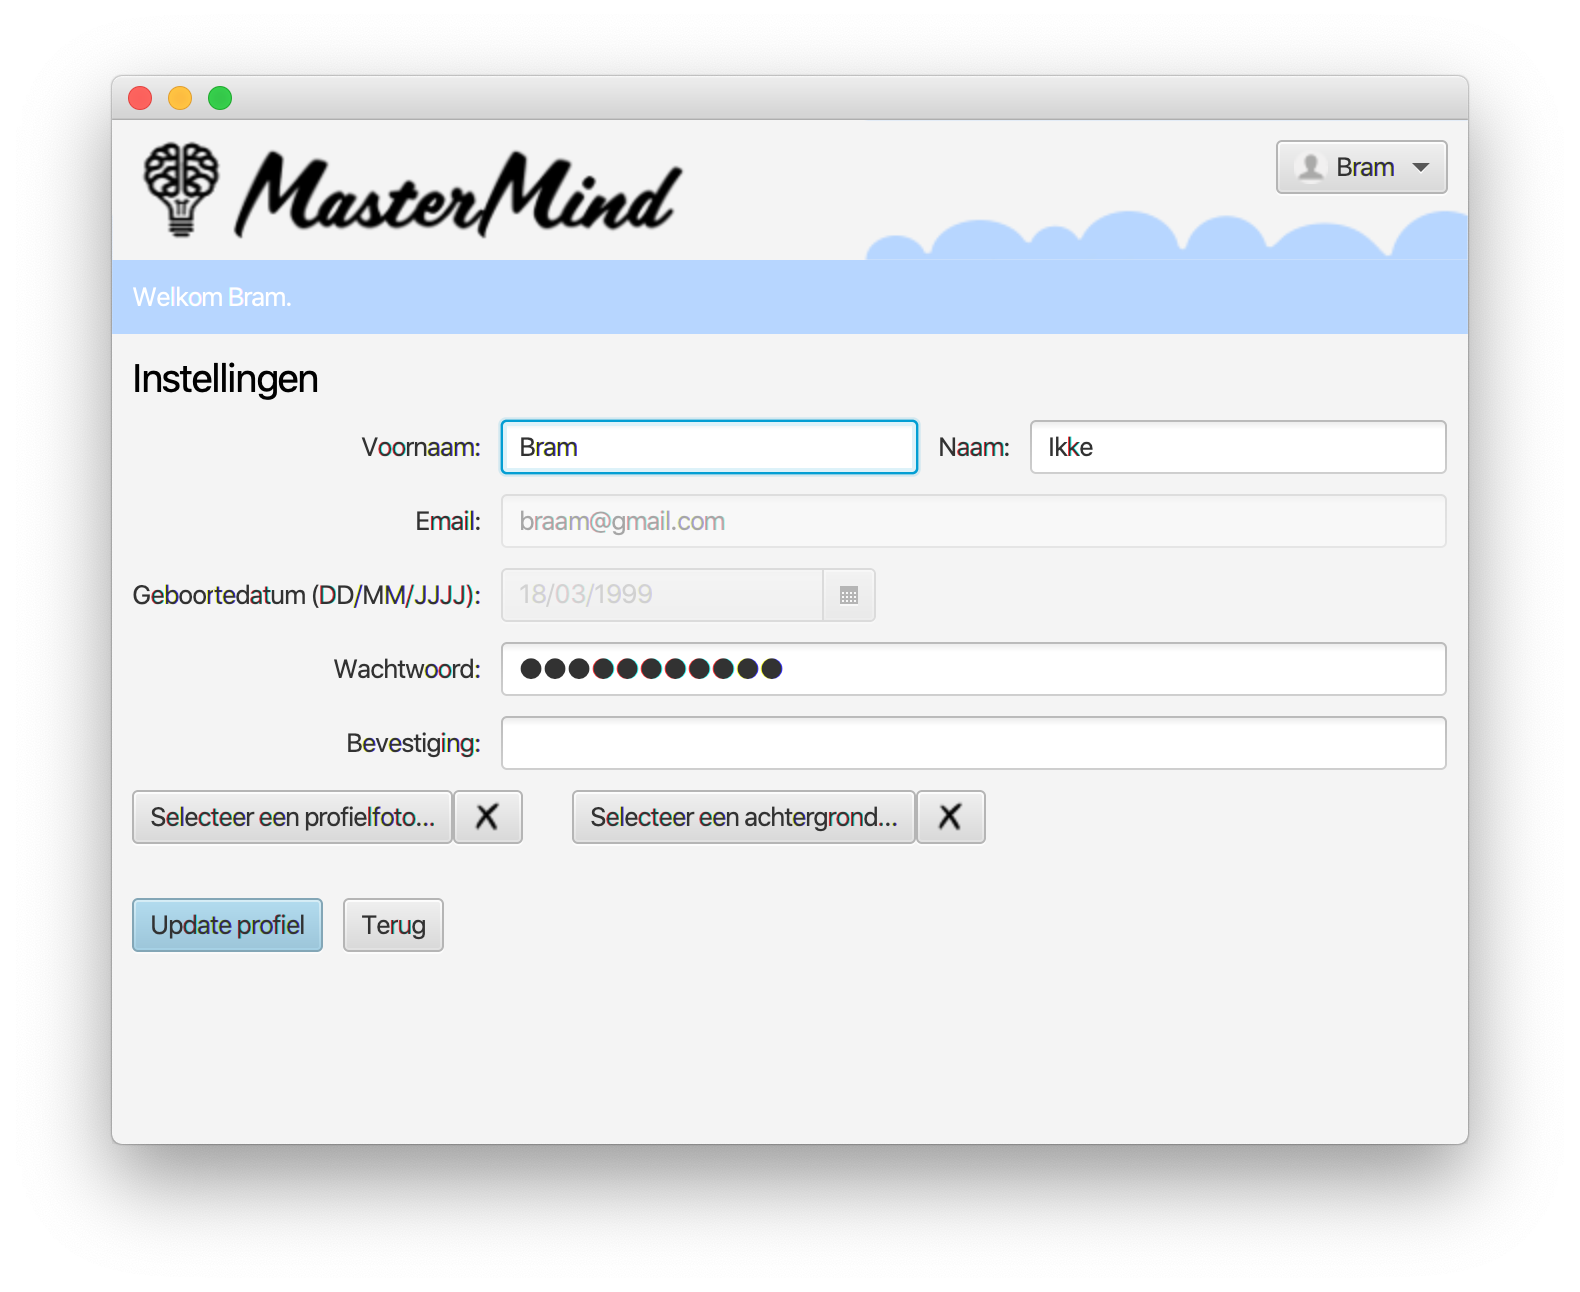 MasterMind
Bram
Welkom Bram.
Instellingen
Voornaam: Bram Naam: Ikke
Email: braam@gmail.com
Geboortedatum (DD/MM/JJJJ): 18/03/1999
Wachtwoord: ●●●●●●●●●●●
Bevestiging:
Selecteer een profielfoto... X Selecteer een achtergrond... X
Update profiel Terug